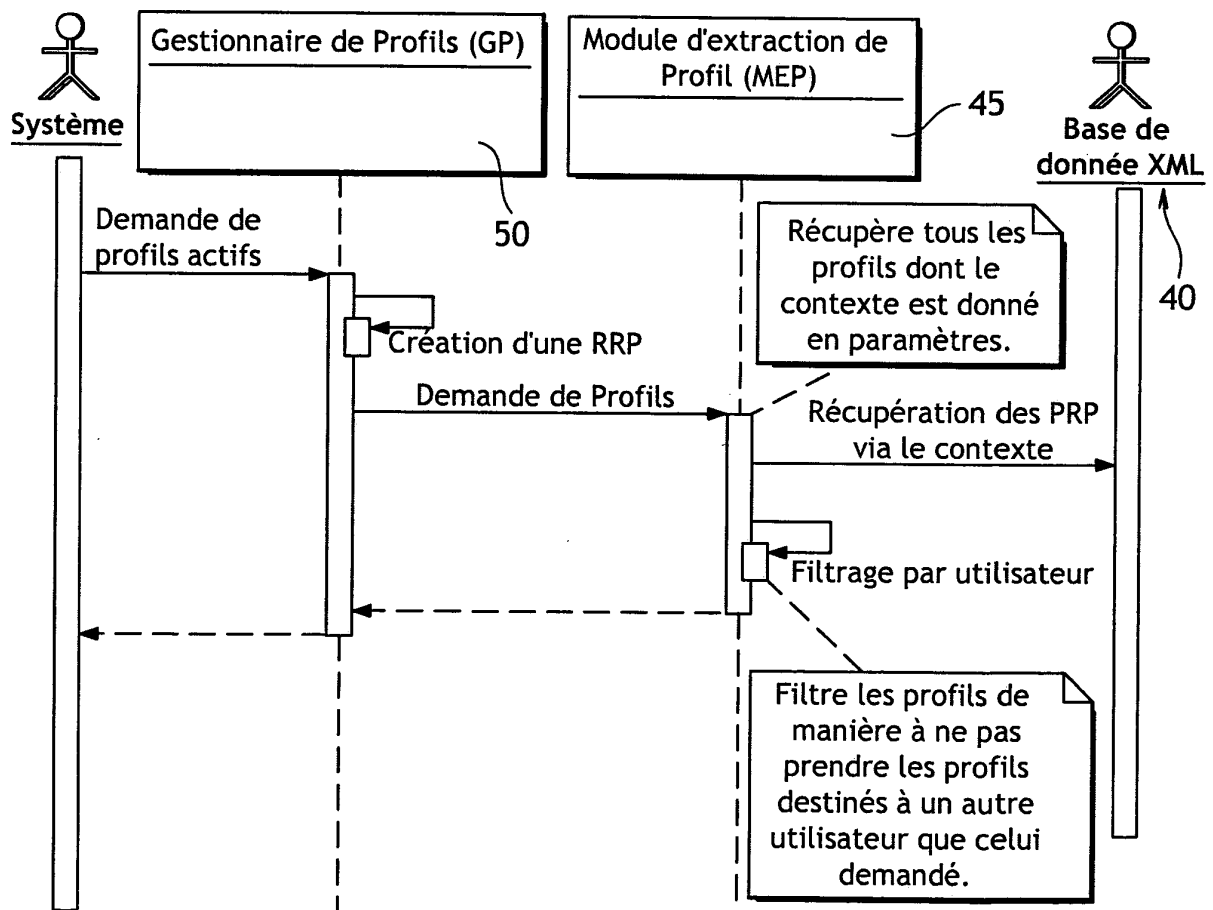 Gestionnaire de Profils (GP)
Module d'extraction de
Profil (MEP)
45
50
Système
Base de
donnée XML
40
Demande de
profils actifs
Récupère tous les
profils dont le
contexte est donné
en paramètres.
Création d'une RRP
Demande de Profils
Récupération des PRP
via le contexte
Filtrage par utilisateur
Filtre les profils de
manière à ne pas
prendre les profils
destinés à un autre
utilisateur que celui
demandé.